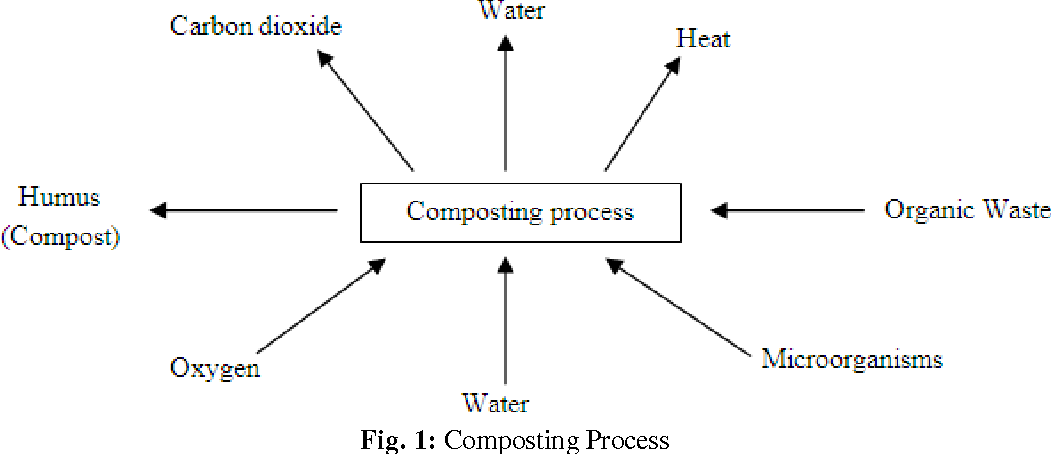 Water
Carbon dioxide
Heat
Humus
(Compost)
Composting process
Organic Waste
Oxygen
Microorganisms
Water
Fig. 1: Composting Process